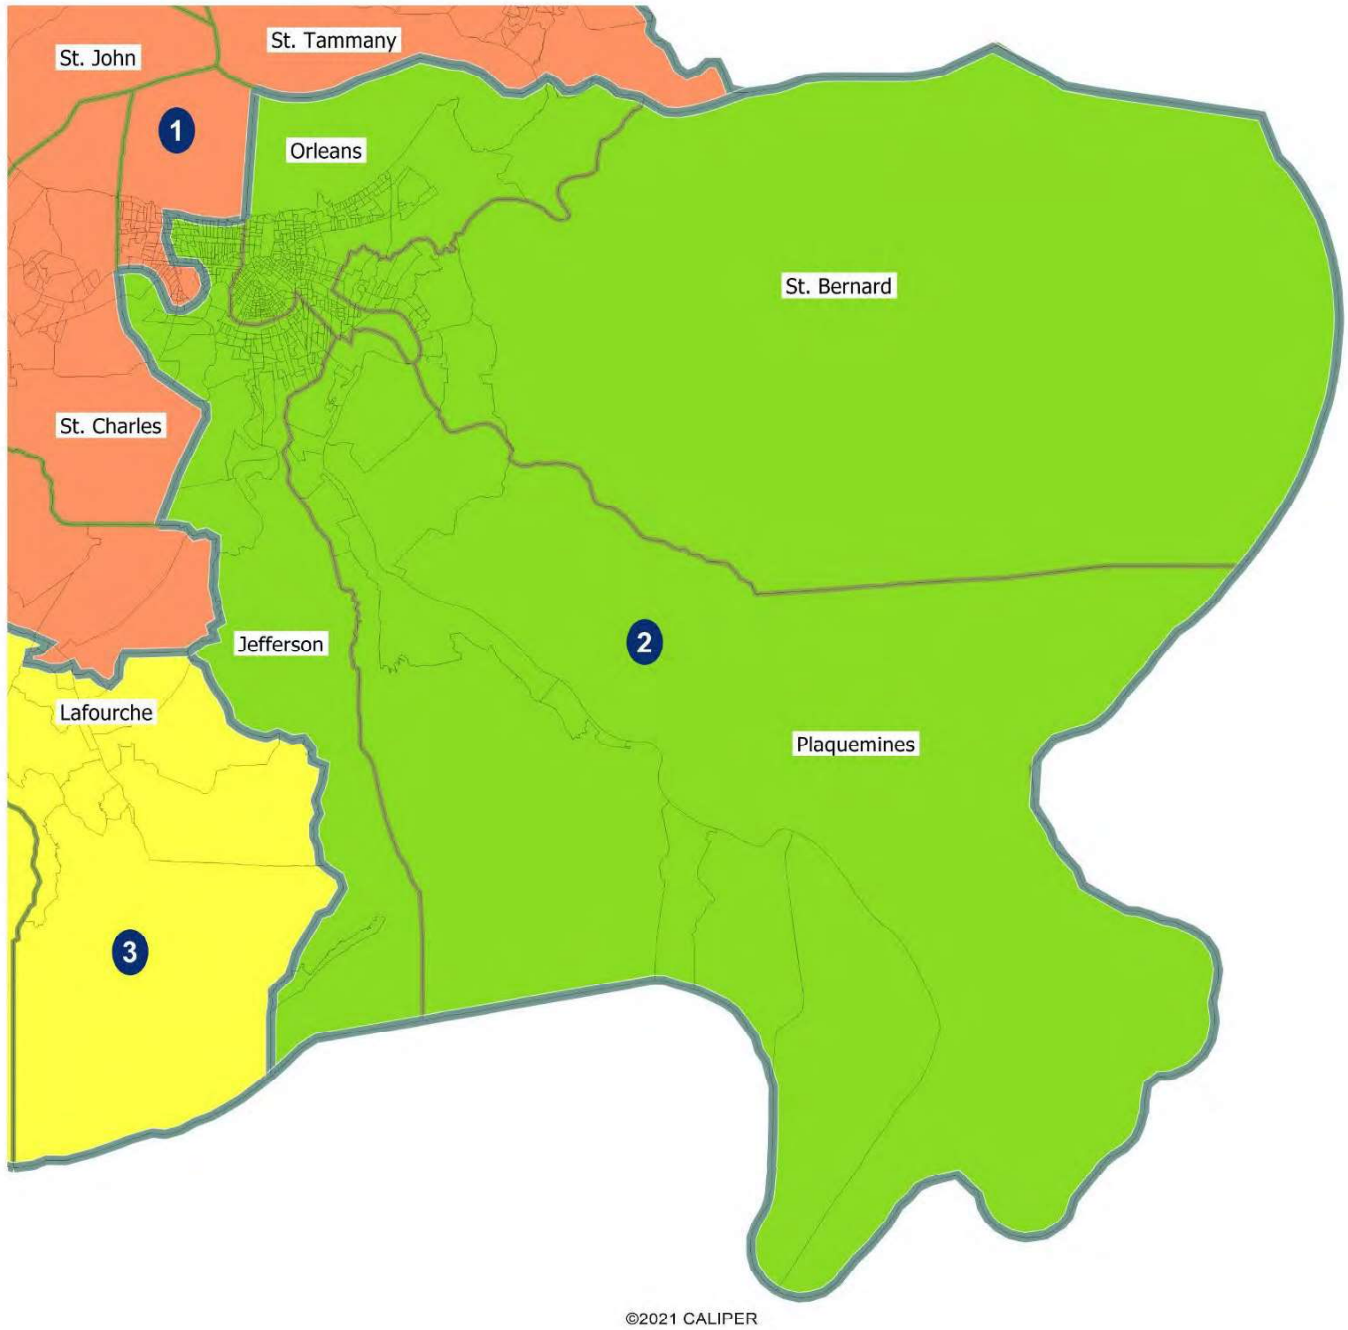 St. John
St. Tammany
1
Orleans
St. Bernard
St. Charles
Jefferson
2
Lafourche
Plaquemines
3
©2021 CALIPER